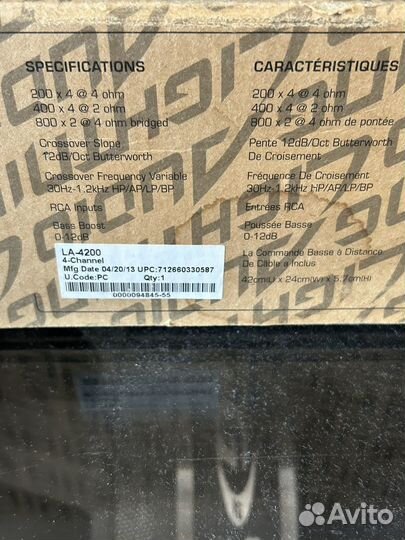 SPECIFICATIONS
200 x 4 @ 4 ohm
400 x 4 @ 2 ohm
800 x 2 @ 4 ohm bridged
Crossover Slope
12dB/Oct Butterworth
Crossover Frequency Variable
30Hz-1.2kHz HP/AP/LP/BP
RCA Inputs
Bass Boost
0-12dB
LA-4200
4-Channel
Mfg Date 04/20/13 UPC:712660330587
U.Code:PC Qty:1
0000094845-55
CARACTÉRISTIQUES
200 x 4 @ 4 ohm
400 x 4 @ 2 ohm
800 x 2 @ 4 ohm de pontée
Pente 12dB/Oct Butterworth
De Croisement
Fréquence De Croisement
30Hz-1.2kHz HP/AP/LP/BP
Entrées RCA
Poussée Basse
0-12dB
La Commande Basse à Distance
De Câble a Inclus
42cm(L) x 24cm(W) x 5.7cm(H)
Avito